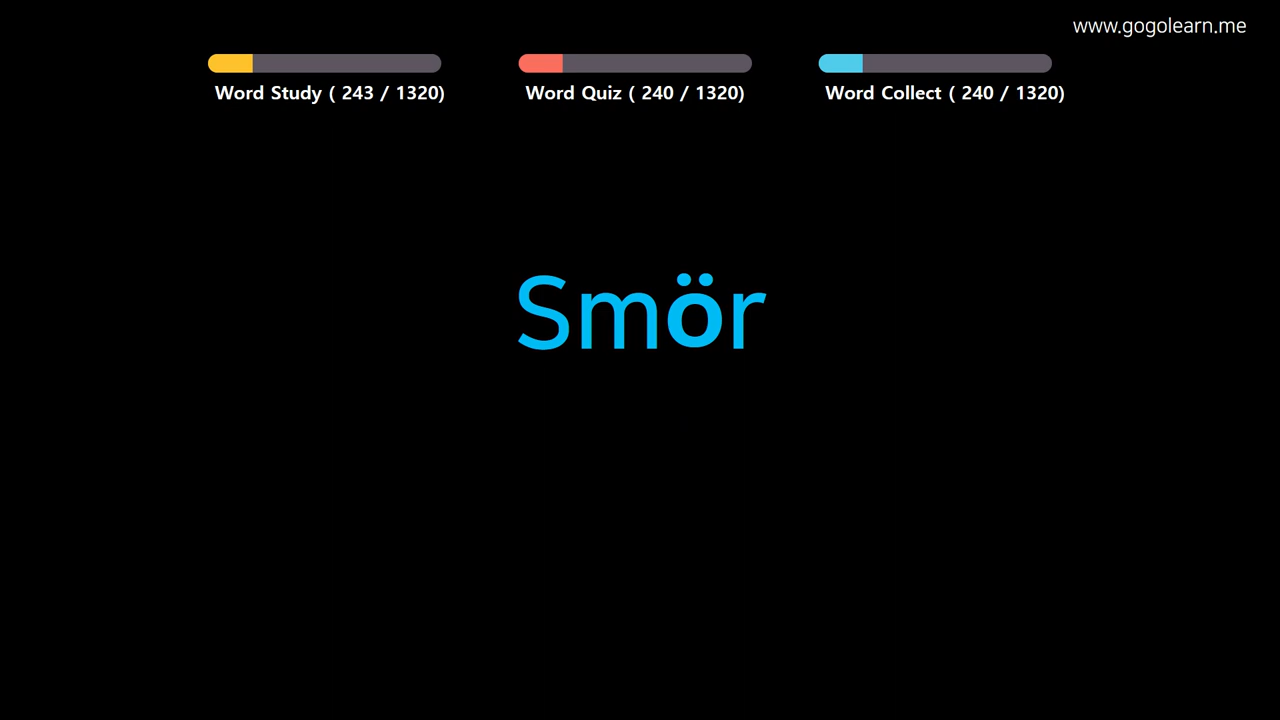 www.gogolearn.me
Word Study ( 243 / 1320)
Word Quiz ( 240 / 1320)
Word Collect ( 240 / 1320)
Smör